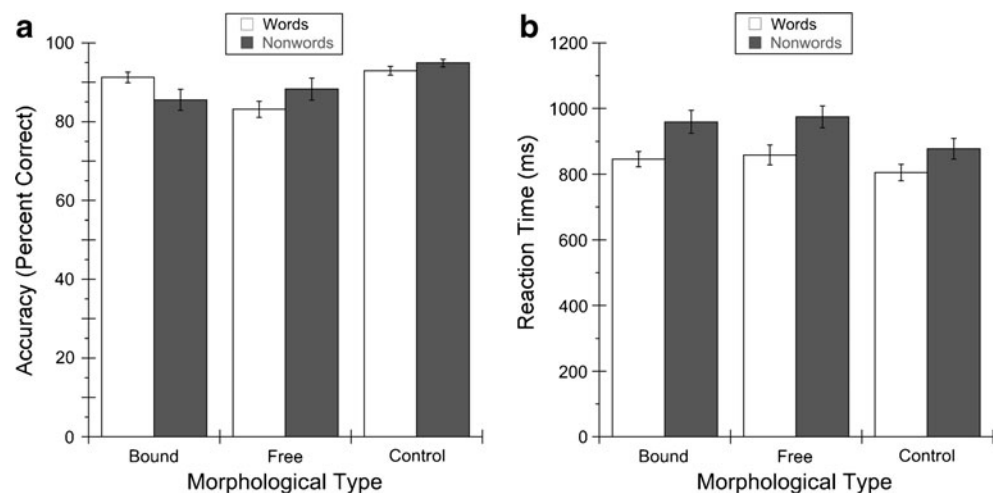 a
Words
Nonwords
100
80
60
40
20
0
Accuracy (Percent Correct)
Bound
Free
Control
Morphological Type
b
Words
Nonwords
1200
1000
800
600
400
200
0
Reaction Time (ms)
Bound
Free
Control
Morphological Type